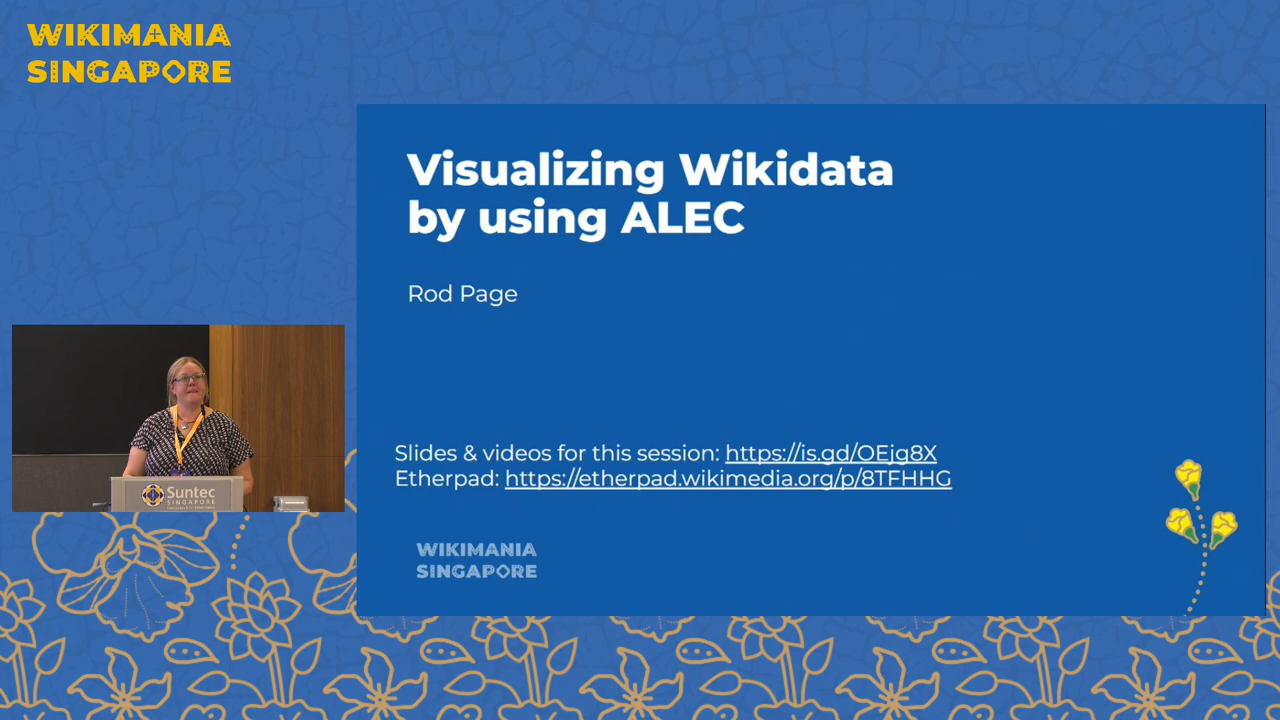 WIKIMANIA
SINGAPORE
Visualizing Wikidata
by using ALEC
Rod Page
Slides & videos for this session: https://is.gd/OEjg8X
Etherpad: https://etherpad.wikimedia.org/p/8TFHHG
Suntec
SINGAPORE
WIKIMANIA
SINGAPORE